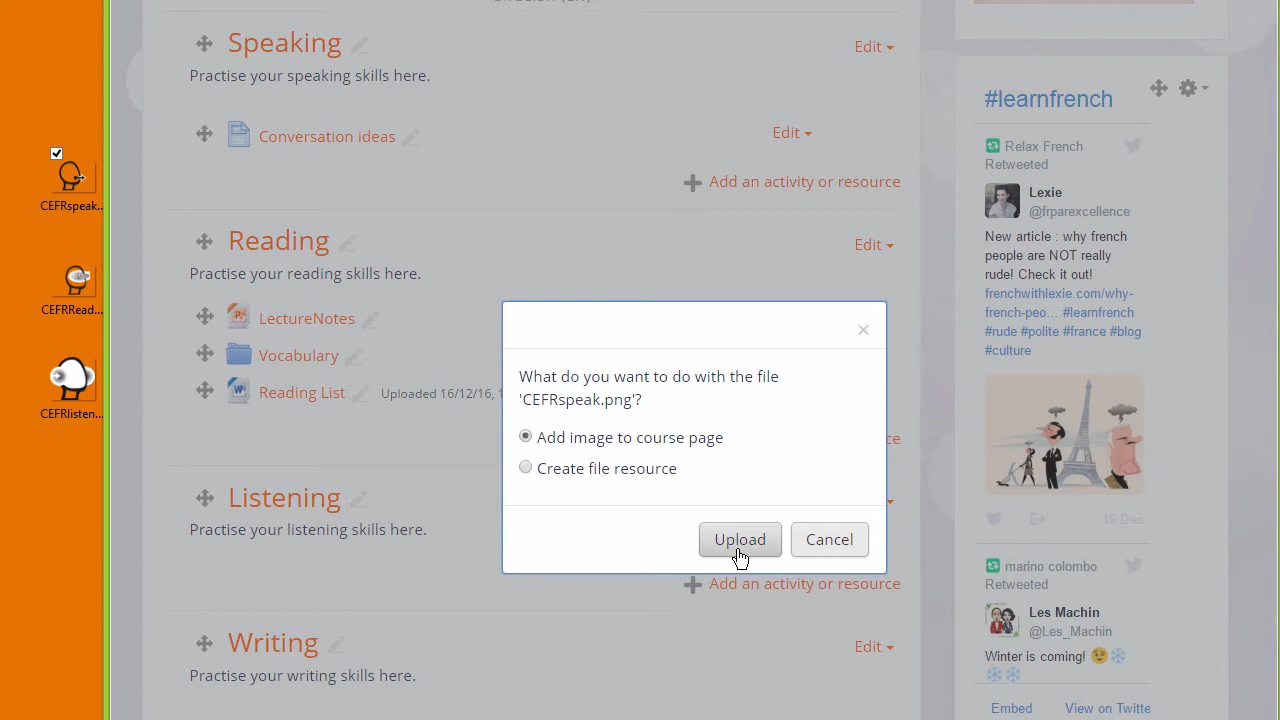 Speaking
Edit
Practise your speaking skills here.
Conversation ideas
Edit
Add an activity or resource
Reading
Edit
Practise your reading skills here.
LectureNotes
Vocabulary
Reading List
Uploaded 16/12/16, 1
Listening
Practise your listening skills here.
Add an activity or resource
Writing
Edit
Practise your writing skills here.
CEFRspeak...
CEFRRead...
CEFRlisten...
What do you want to do with the file
'CEFRspeak.png'?
Add image to course page
Create file resource
Upload
Cancel
#learnfrench
Relax French
Retweeted
Lexie
@frparexcellence
New article : why french
people are NOT really
rude! Check it out!
frenchwithlexie.com/why-
french-peo... #learnfrench
#rude #polite #france #blog
#culture
16 Dec
marino colombo
Retweeted
Les Machin
@Les_Machin
Winter is coming! 😉❄
❄❄
Embed
View on Twitte